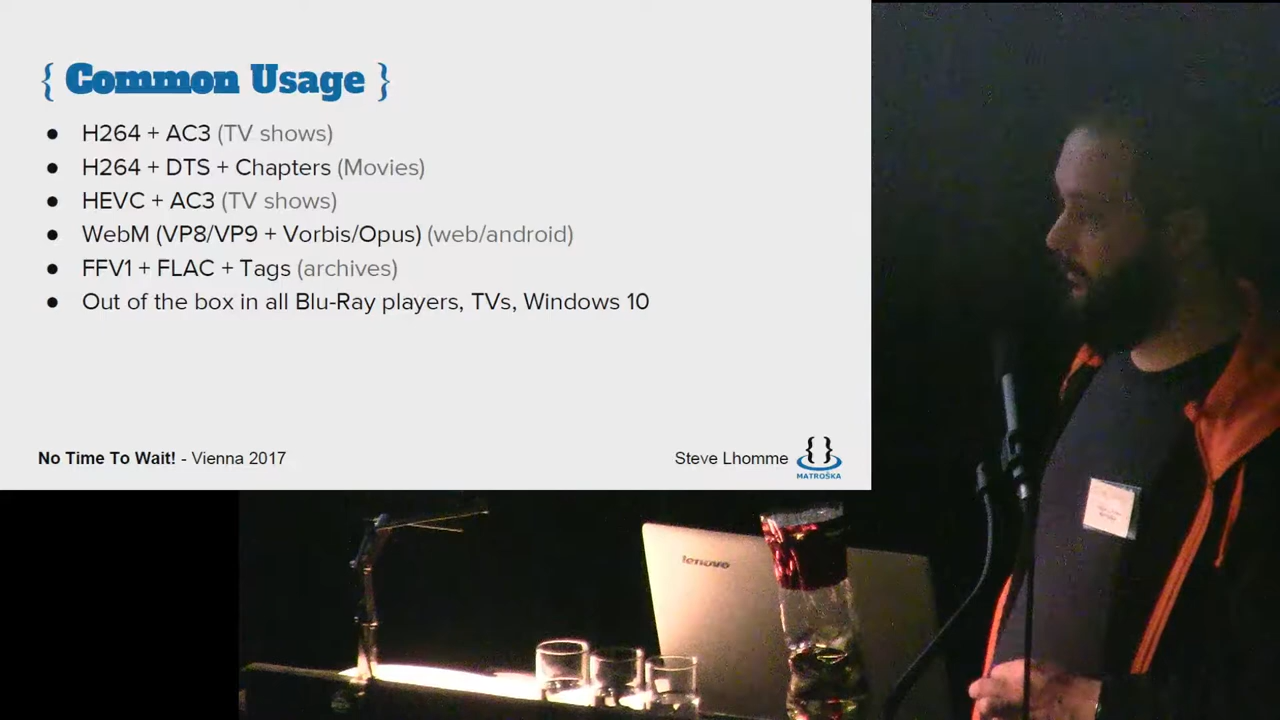 { Common Usage }
● H264 + AC3 (TV shows)
● H264 + DTS + Chapters (Movies)
● HEVC + AC3 (TV shows)
● WebM (VP8/VP9 + Vorbis/Opus) (web/android)
● FFV1 + FLAC + Tags (archives)
● Out of the box in all Blu-Ray players, TVs, Windows 10
No Time To Wait! - Vienna 2017
Steve Lhomme
{ }
MATROŠKA
lenovo